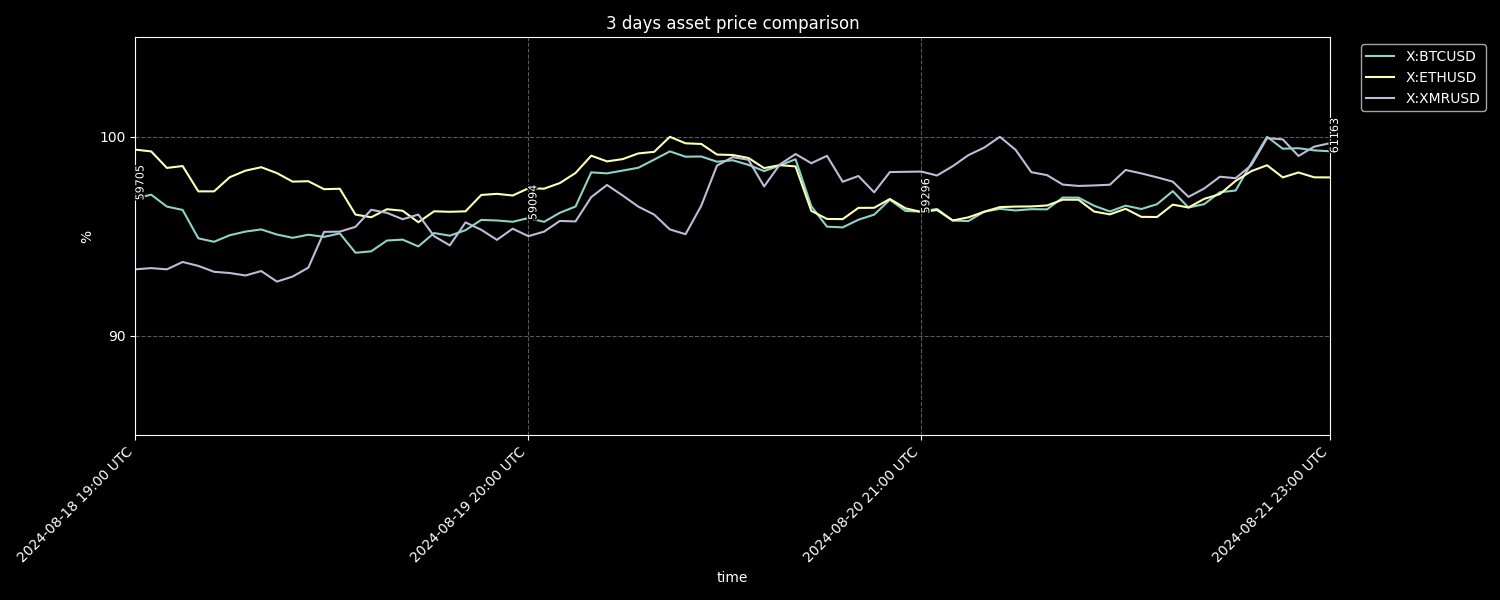 3 days asset price comparison
X:BTCUSD
X:ETHUSD
X:XMRUSD
100
90
%
59705
59094
59296
61163
2024-08-18 19:00 UTC
2024-08-19 20:00 UTC
2024-08-20 21:00 UTC
2024-08-21 23:00 UTC
time